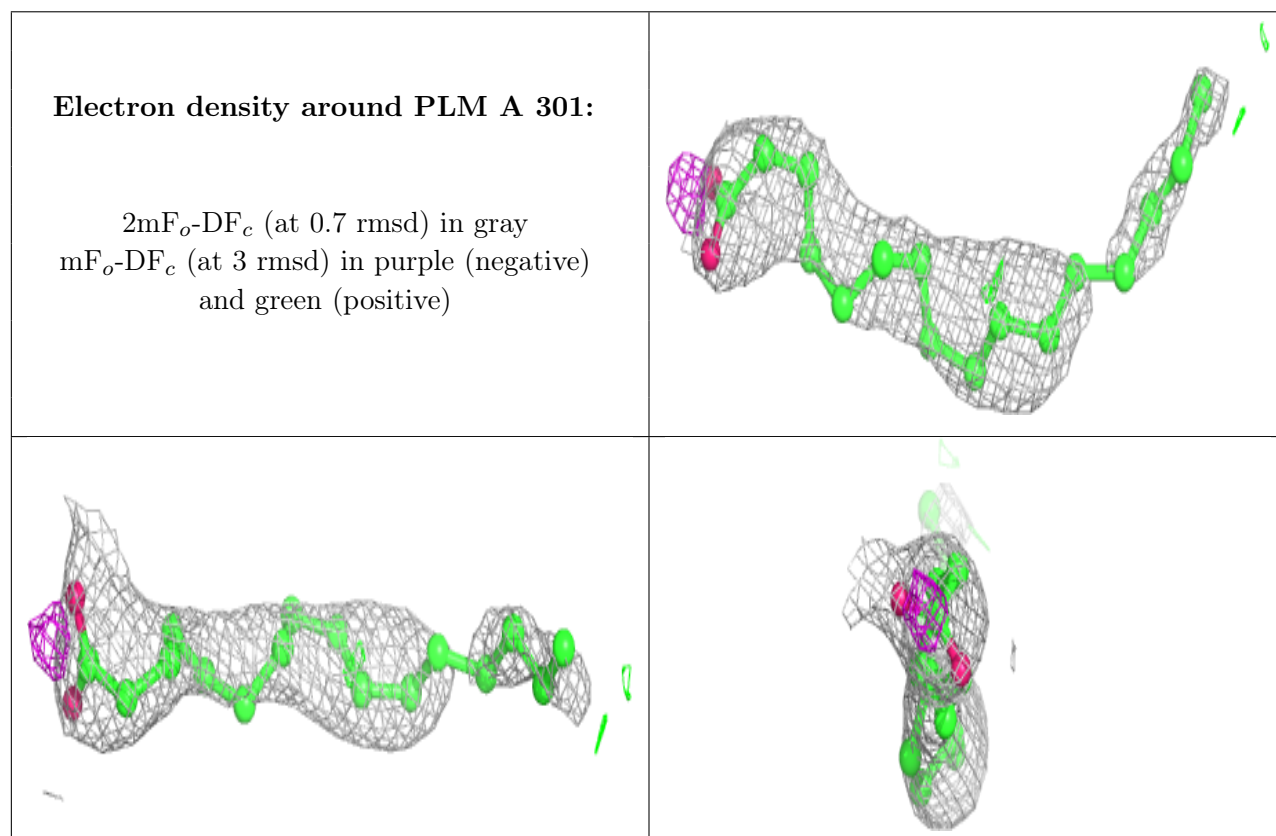 Electron density around PLM A 301:
2mFo-DFc (at 0.7 rmsd) in gray
mFo-DFc (at 3 rmsd) in purple (negative)
and green (positive)